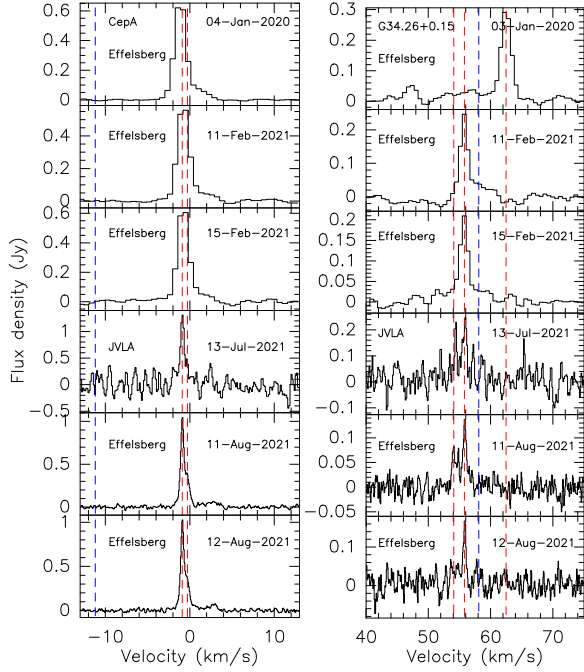 Flux density (Jy)
CepA 04-Jan-2020
Effelsberg
0.6
0.4
0.2
0
Effelsberg 11-Feb-2021
0.4
0.2
0
Effelsberg 15-Feb-2021
0.6
0.4
0.2
0
JVLA 13-Jul-2021
1
0.5
0
-0.5
Effelsberg 11-Aug-2021
1
0.5
0
Effelsberg 12-Aug-2021
1
0.5
0
-10 0 10
Velocity (km/s)
G34.26+0.15 03-Jan-2020
Effelsberg
0.3
0.2
0.1
0
Effelsberg 11-Feb-2021
0.2
0.1
0
Effelsberg 15-Feb-2021
0.2
0.15
0.1
0.05
0
JVLA 13-Jul-2021
0.2
0.1
0
-0.1
Effelsberg 11-Aug-2021
0.1
0.05
0
-0.05
Effelsberg 12-Aug-2021
0.1
0
40 50 60 70
Velocity (km/s)